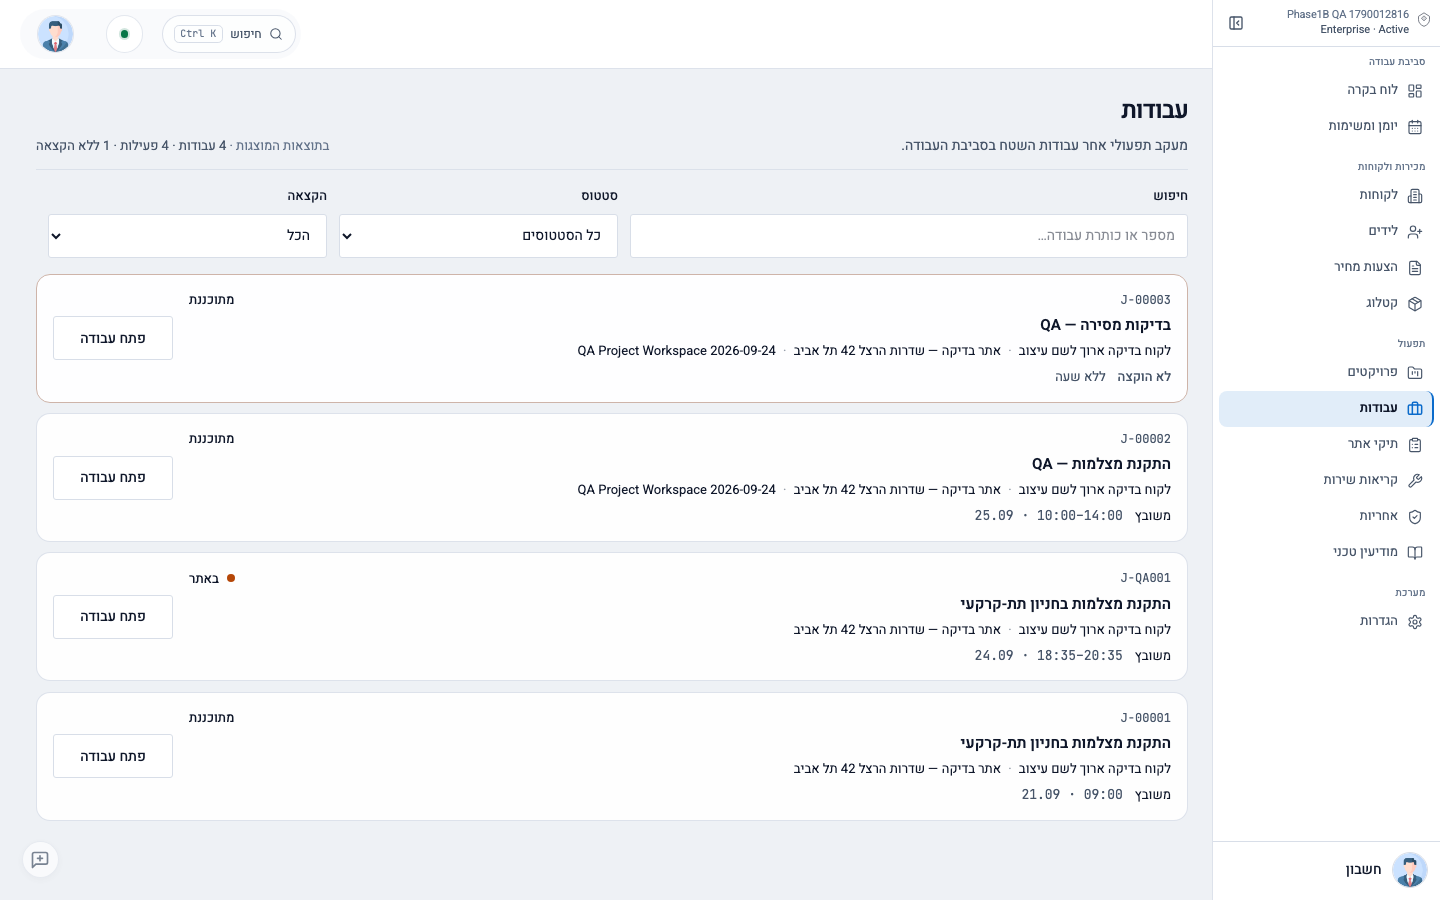 Phase1B QA 1790012816
Enterprise · Active
סביבת עבודה
לוח בקרה
יומן ומשימות
מכירות ולקוחות
לקוחות
לידים
הצעות מחיר
קטלוג
תפעול
פרויקטים
עבודות
תיקי אתר
קריאות שירות
אחריות
מודיעין טכני
מערכת
הגדרות
חשבון
חיפוש Ctrl K
עבודות
מעקב תפעולי אחר עבודות השטח בסביבת העבודה.
בתוצאות המוצגות · 4 עבודות · 4 פעילות · 1 ללא הקצאה
חיפוש
סטטוס
הקצאה
מספר או כותרת עבודה...
כל הסטטוסים
הכל
J-00003
מתוכננת
בדיקות מסירה — QA
לקוח בדיקה ארוך לשם עיצוב · אתר בדיקה — שדרות הרצל 42 תל אביב · QA Project Workspace 2026-09-24
לא הוקצה ללא שעה
פתח עבודה
J-00002
מתוכננת
התקנת מצלמות — QA
לקוח בדיקה ארוך לשם עיצוב · אתר בדיקה — שדרות הרצל 42 תל אביב · QA Project Workspace 2026-09-24
משובץ 25.09 · 10:00–14:00
פתח עבודה
J-QA001
באתר
התקנת מצלמות בחניון תת-קרקעי
לקוח בדיקה ארוך לשם עיצוב · אתר בדיקה — שדרות הרצל 42 תל אביב
משובץ 24.09 · 18:35–20:35
פתח עבודה
J-00001
מתוכננת
התקנת מצלמות בחניון תת-קרקעי
לקוח בדיקה ארוך לשם עיצוב · אתר בדיקה — שדרות הרצל 42 תל אביב
משובץ 21.09 · 09:00
פתח עבודה